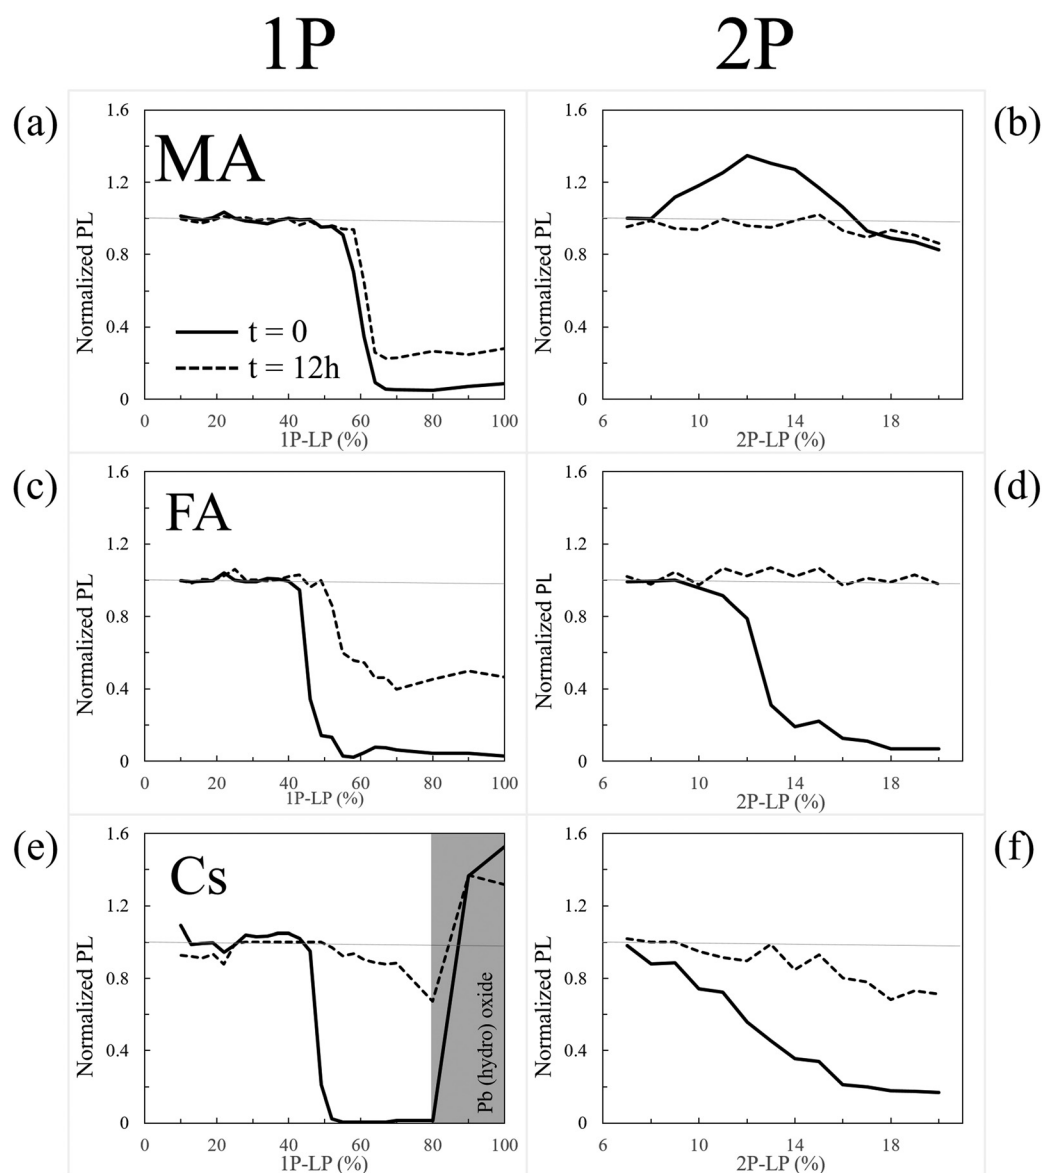 1P 2P
(a)
1.6
1.2
0.8
0.4
0
Normalized PL
MA
t = 0
t = 12h
0 20 40 60 80 100
1P-LP (%)
(b)
1.6
1.2
0.8
0.4
0
Normalized PL
6 10 14 18
2P-LP (%)
(c)
1.6
1.2
0.8
0.4
0
Normalized PL
FA
0 20 40 60 80 100
1P-LP (%)
(d)
1.6
1.2
0.8
0.4
0
Normalized PL
6 10 14 18
2P-LP (%)
(e)
1.6
1.2
0.8
0.4
0
Normalized PL
Cs
Pb (hydro) oxide
0 20 40 60 80 100
1P-LP (%)
(f)
1.6
1.2
0.8
0.4
0
Normalized PL
6 10 14 18
2P-LP (%)